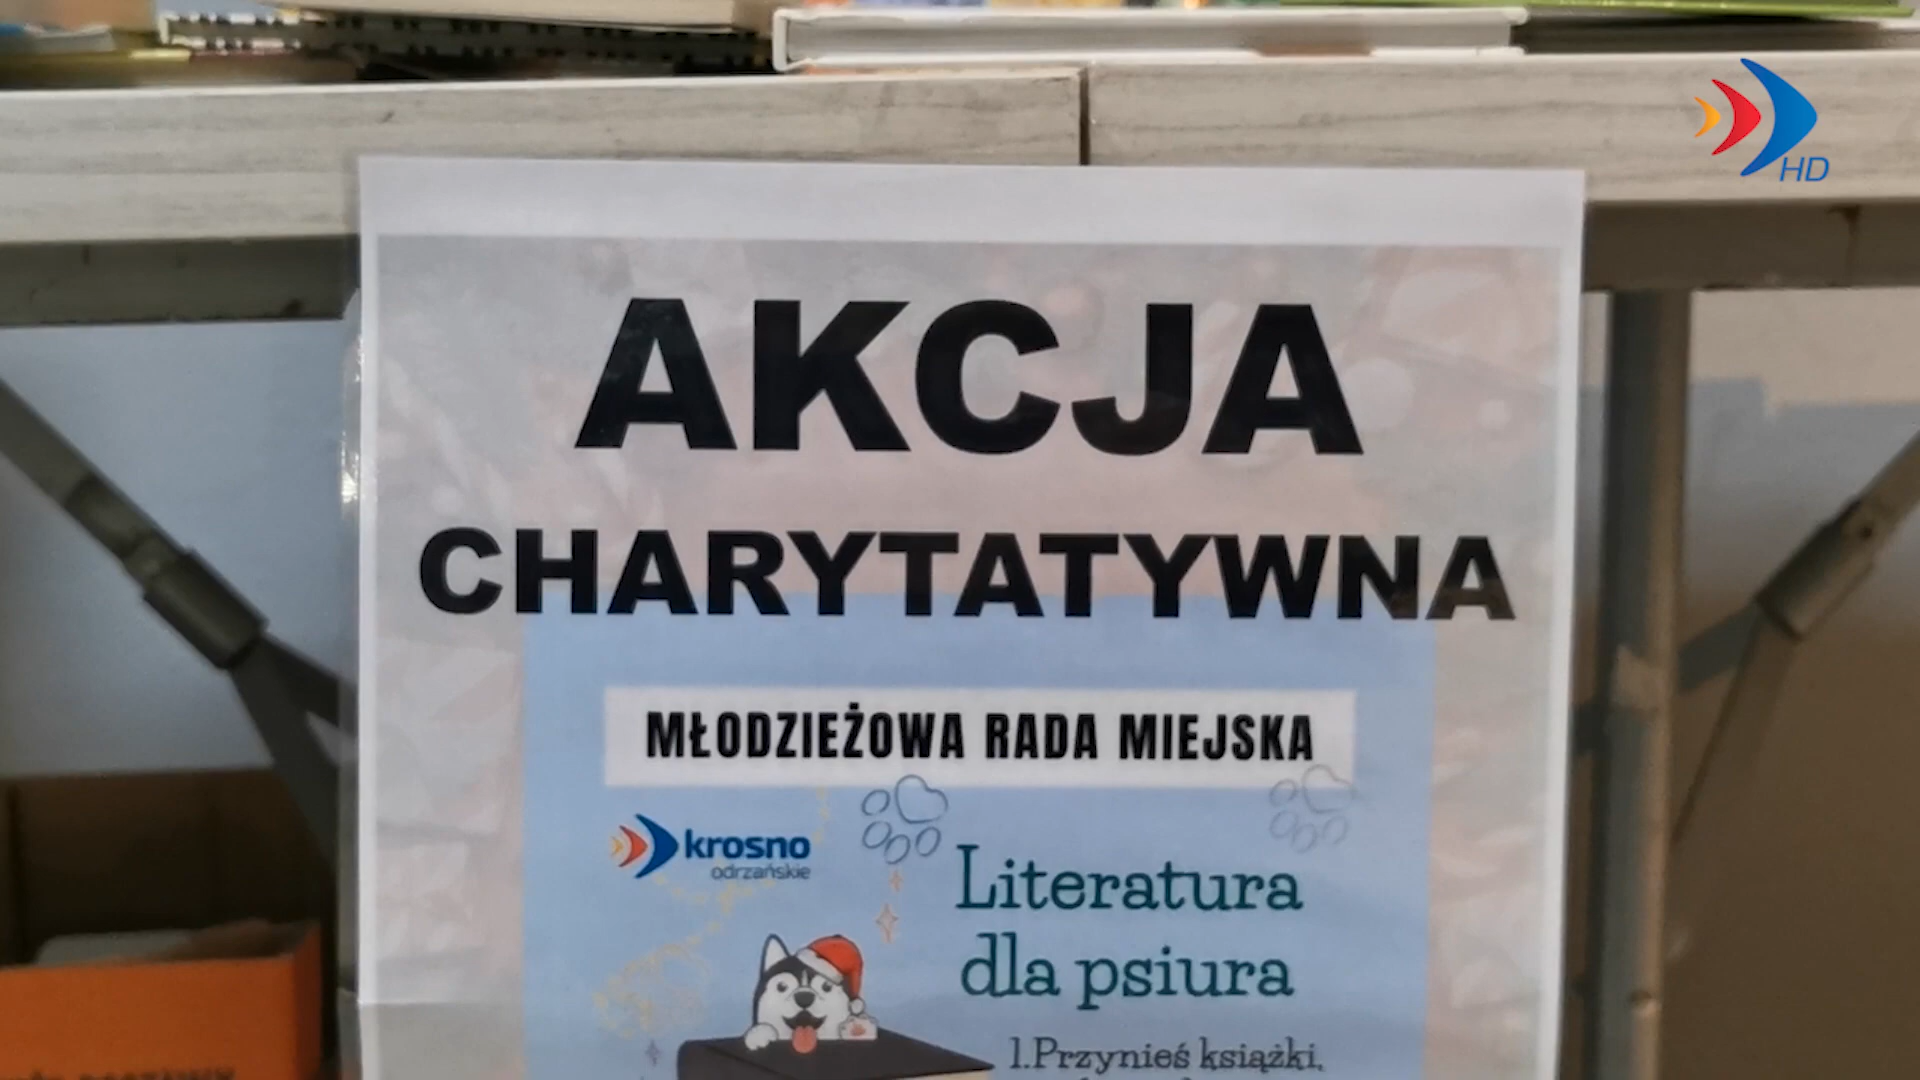 HD
AKCJA
CHARYTATYWNA
MŁODZIEŻOWA RADA MIEJSKA
krosno
odrzańskie
Literatura
dla psiura
1.Przynieś książki,